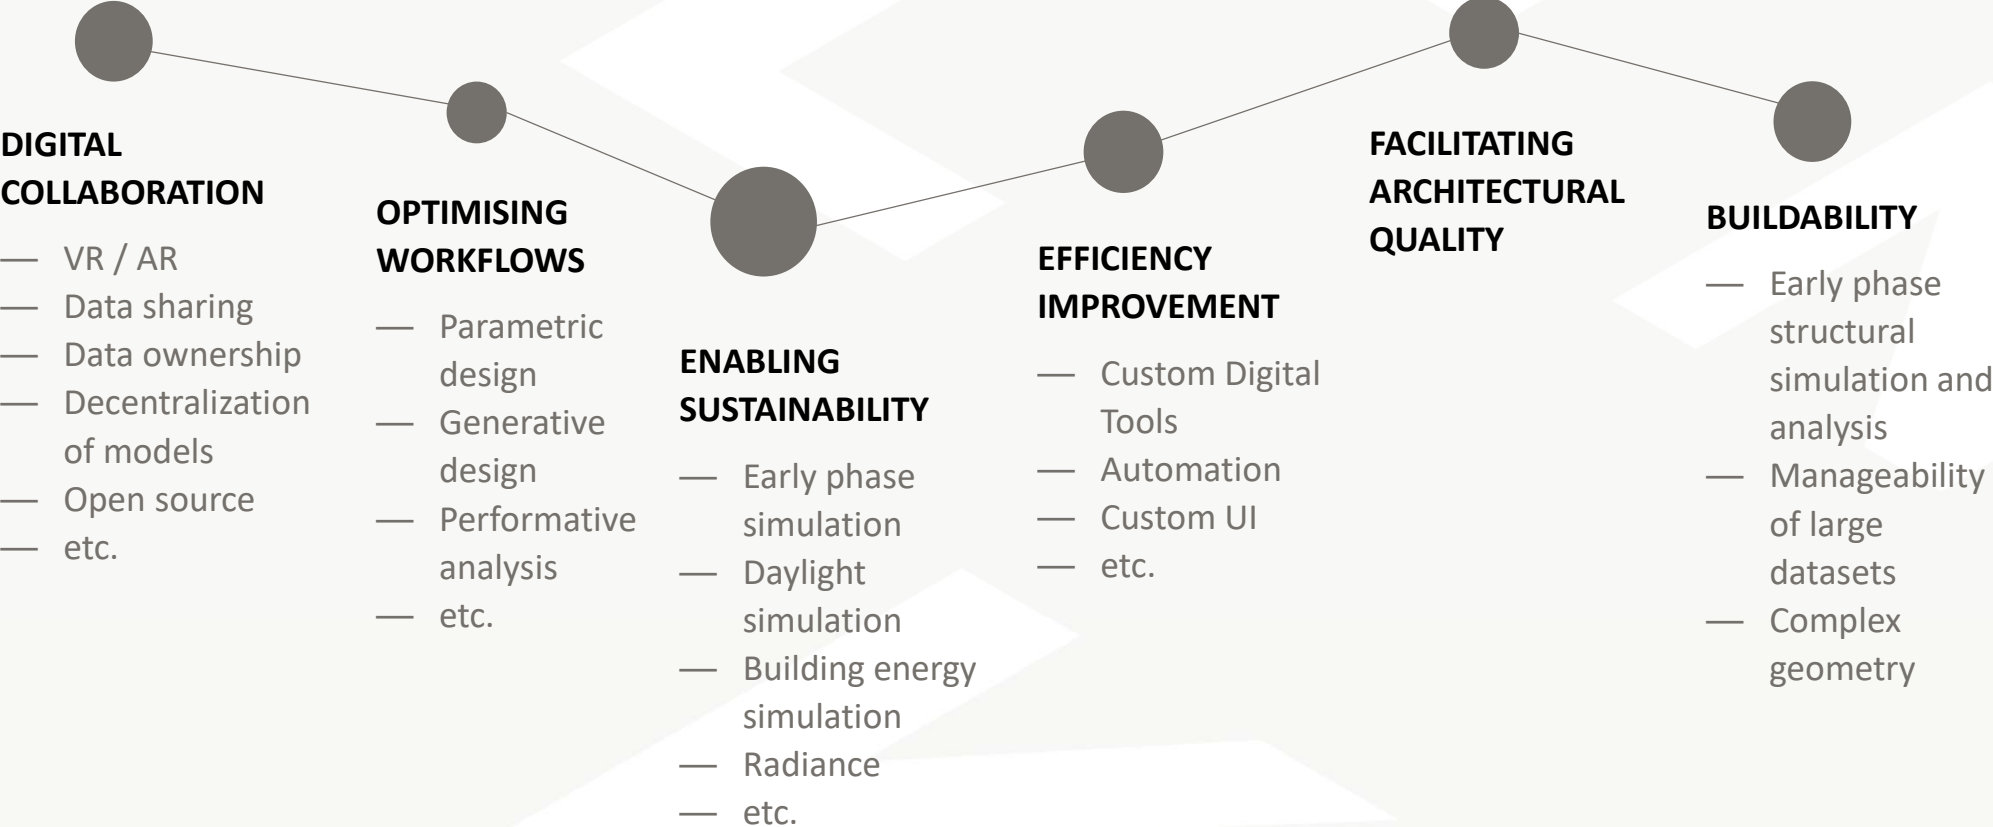 DIGITAL
COLLABORATION
— VR / AR
— Data sharing
— Data ownership
— Decentralization
of models
— Open source
— etc.
OPTIMISING
WORKFLOWS
— Parametric
design
— Generative
design
— Performative
analysis
— etc.
ENABLING
SUSTAINABILITY
— Early phase
simulation
— Daylight
simulation
— Building energy
simulation
— Radiance
— etc.
EFFICIENCY
IMPROVEMENT
— Custom Digital
Tools
— Automation
— Custom UI
— etc.
FACILITATING
ARCHITECTURAL
QUALITY
BUILDABILITY
— Early phase
structural
simulation and
analysis
— Manageability
of large
datasets
— Complex
geometry